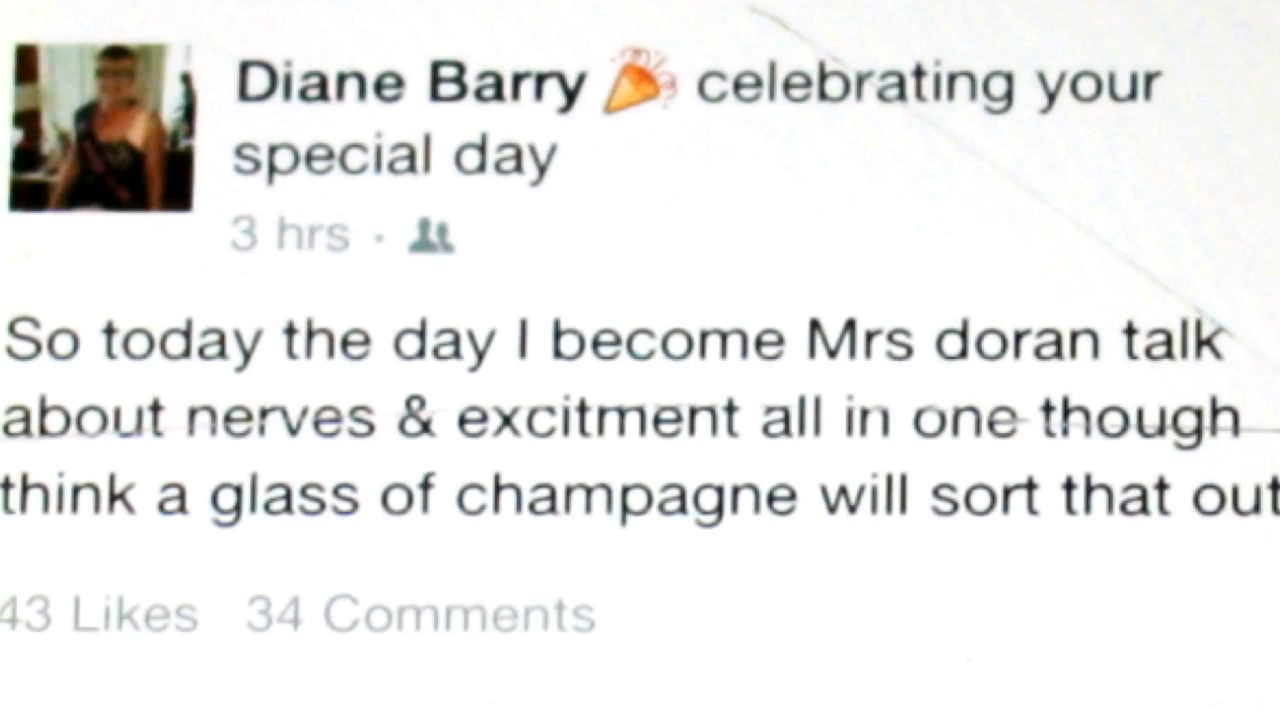 Diane Barry 🎉 celebrating your
special day
3 hrs ·
So today the day I become Mrs doran talk
about nerves & excitment all in one though
think a glass of champagne will sort that out
43 Likes 34 Comments